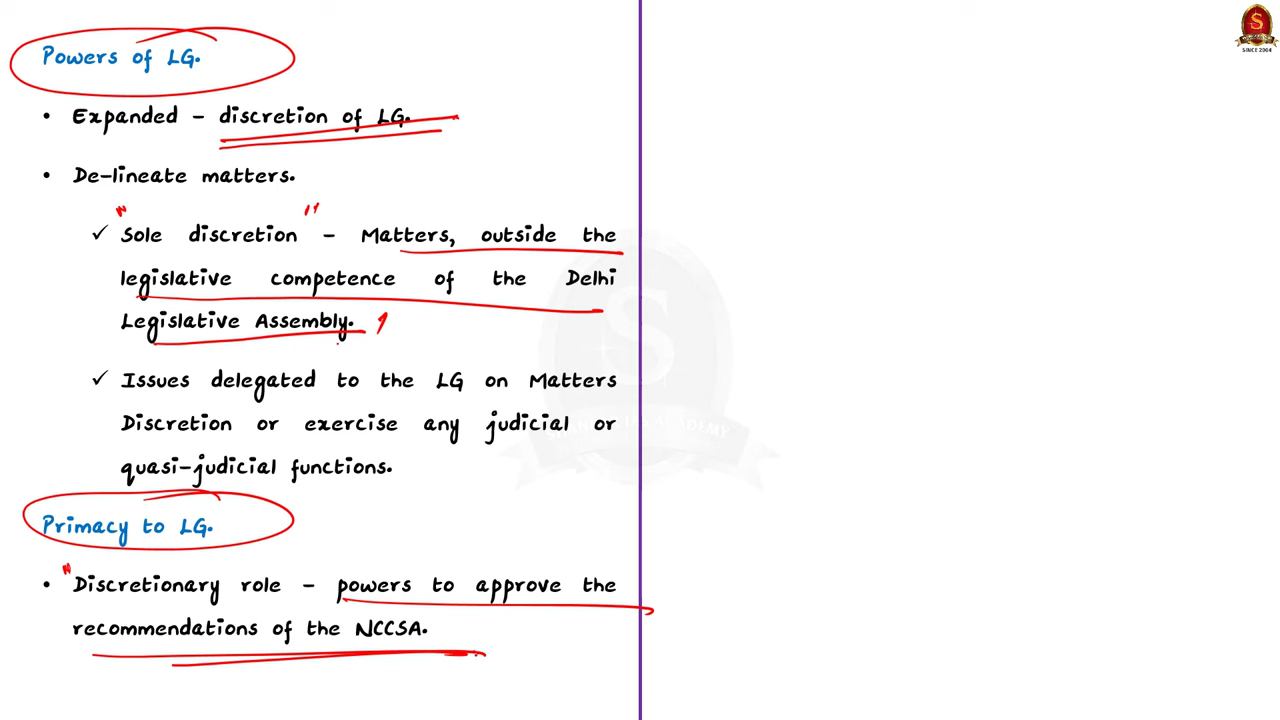 Powers of LG.
• Expanded - discretion of LG.
• De-lineate matters.
✓ "Sole discretion" - Matters, outside the
legislative competence of the Delhi
Legislative Assembly.
✓ Issues delegated to the LG on Matters
Discretion or exercise any judicial or
quasi-judicial functions.
Primacy to LG.
• "Discretionary role - powers to approve the
recommendations of the NCCSA.
S
SINCE 2004